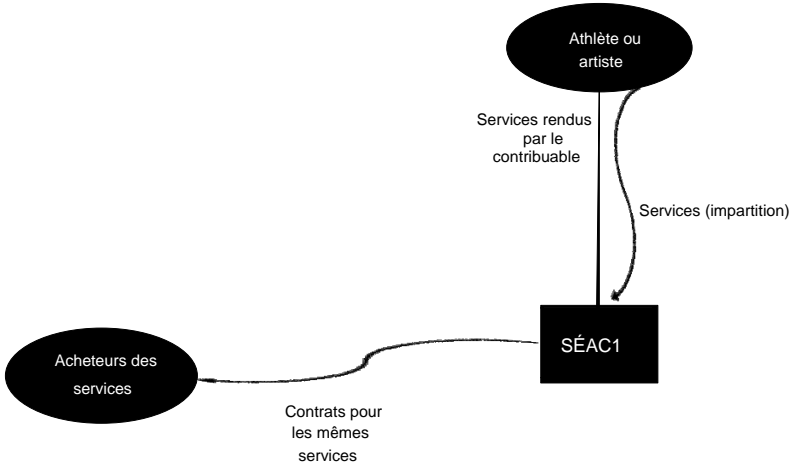 Athlète ou
artiste
Services rendus
par le
contribuable
Services (impartition)
SÉAC1
Acheteurs des
services
Contrats pour
les mêmes
services